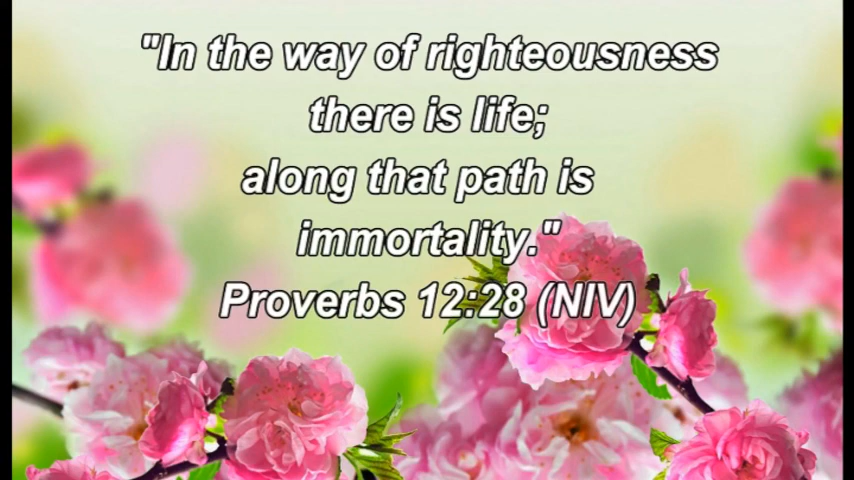 "In the way of righteousness
there is life;
along that path is
immortality."
Proverbs 12:28 (NIV)